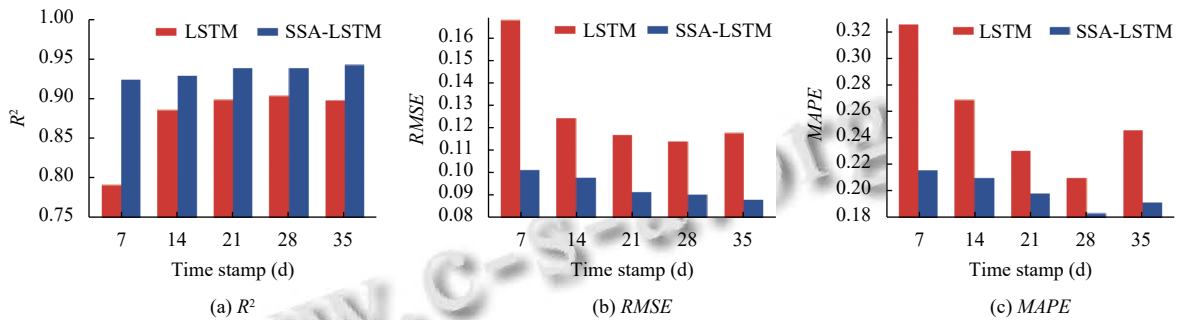 1.00
0.95
0.90
0.85
0.80
0.75
R²
LSTM SSA-LSTM
7 14 21 28 35
Time stamp (d)
(a) R²
0.16
0.15
0.14
0.13
0.12
0.11
0.10
0.09
0.08
RMSE
LSTM SSA-LSTM
7 14 21 28 35
Time stamp (d)
(b) RMSE
0.32
0.30
0.28
0.26
0.24
0.22
0.20
0.18
MAPE
LSTM SSA-LSTM
7 14 21 28 35
Time stamp (d)
(c) MAPE